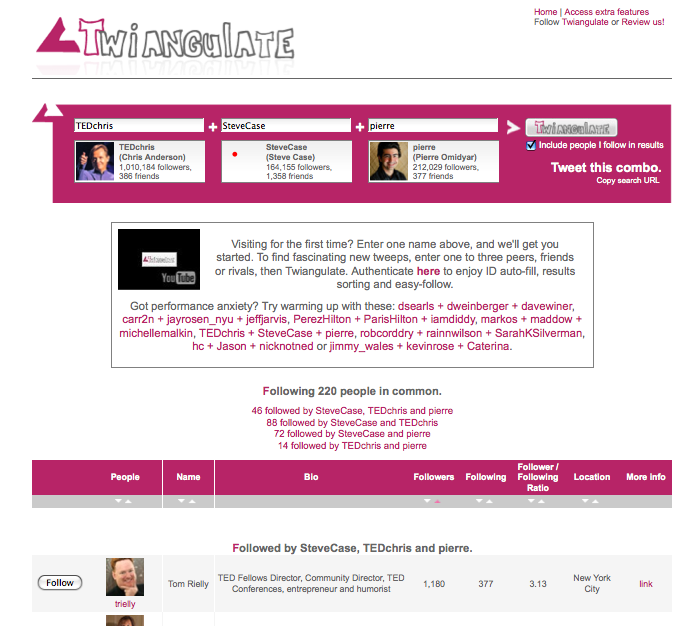 Home | Access extra features
Follow Twiangulate or Review us!
TWIANGULATE
TEDchris + SteveCase + pierre > TWIANGULATE
Include people I follow in results
TEDchris
(Chris Anderson)
1,010,184 followers,
386 friends
SteveCase
(Steve Case)
164,155 followers,
1,358 friends
pierre
(Pierre Omidyar)
212,029 followers,
377 friends
Tweet this combo.
Copy search URL
YouTube
Visiting for the first time? Enter one name above, and we'll get you
started. To find fascinating new tweeps, enter one to three peers, friends
or rivals, then Twiangulate. Authenticate here to enjoy ID auto-fill, results
sorting and easy-follow.
Got performance anxiety? Try warming up with these: dsearls + dweinberger + davewiner,
carr2n + jayrosen_nyu + jeffjarvis, PerezHilton + ParisHilton + iamdiddy, markos + maddow +
michellemalkin, TEDchris + SteveCase + pierre, robcorddry + rainnwilson + SarahKSilverman,
hc + Jason + nicknotned or jimmy_wales + kevinrose + Caterina.
Following 220 people in common.
46 followed by SteveCase, TEDchris and pierre
88 followed by SteveCase and TEDchris
72 followed by SteveCase and pierre
14 followed by TEDchris and pierre
People Name Bio Followers Following Follower / Following Ratio Location More Info
Followed by SteveCase, TEDchris and pierre.
Follow
trielly
Tom Rielly
TED Fellows Director, Community Director, TED
Conferences, entrepreneur and humorist
1,180
377
3.13
New York
City
link